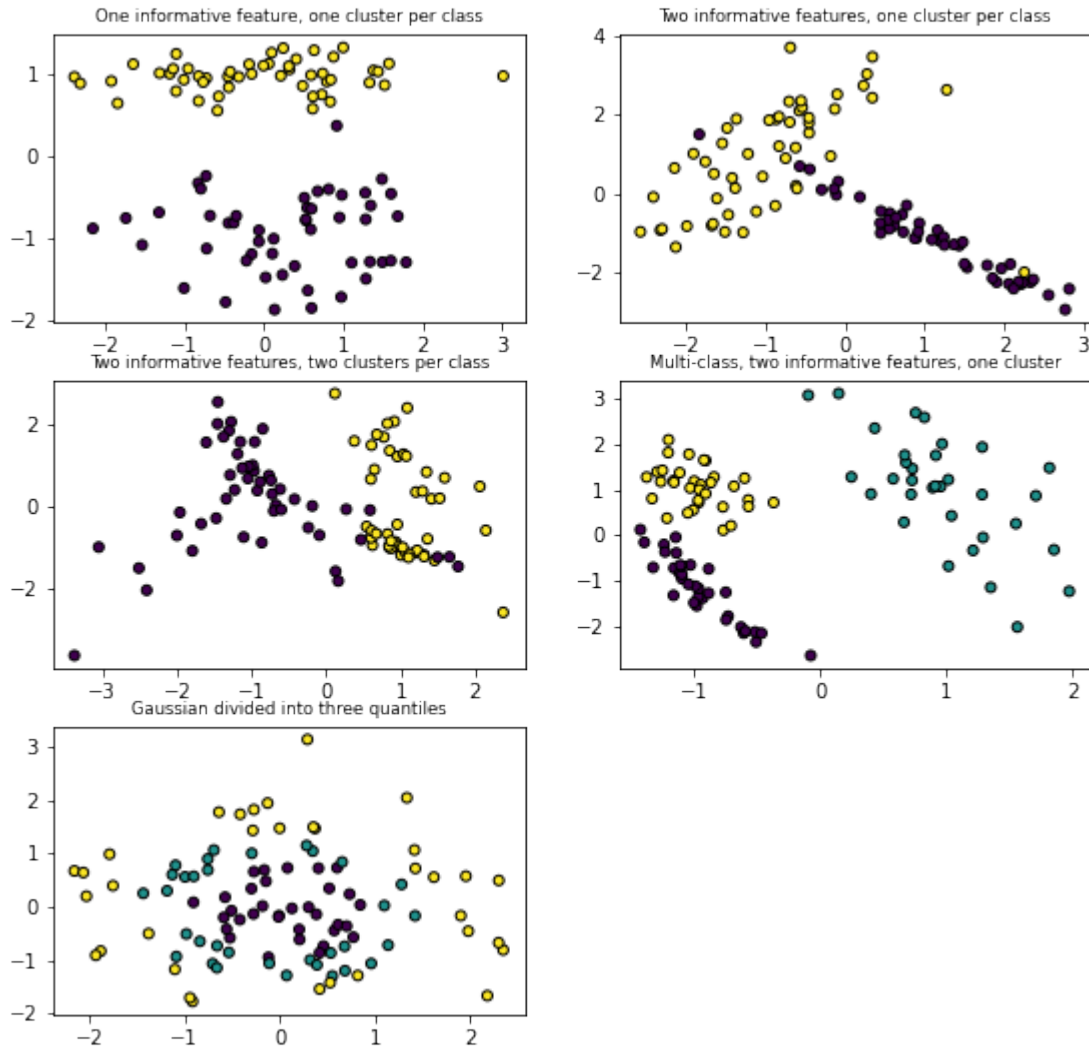 One informative feature, one cluster per class
1
0
−1
−2
−2 −1 0 1 2 3
Two informative features, one cluster per class
4
2
0
−2
−2 −1 0 1 2 3
Two informative features, two clusters per class
2
0
−2
−3 −2 −1 0 1 2
Multi-class, two informative features, one cluster
3
2
1
0
−1
−2
−1 0 1 2
Gaussian divided into three quantiles
3
2
1
0
−1
−2
−2 −1 0 1 2